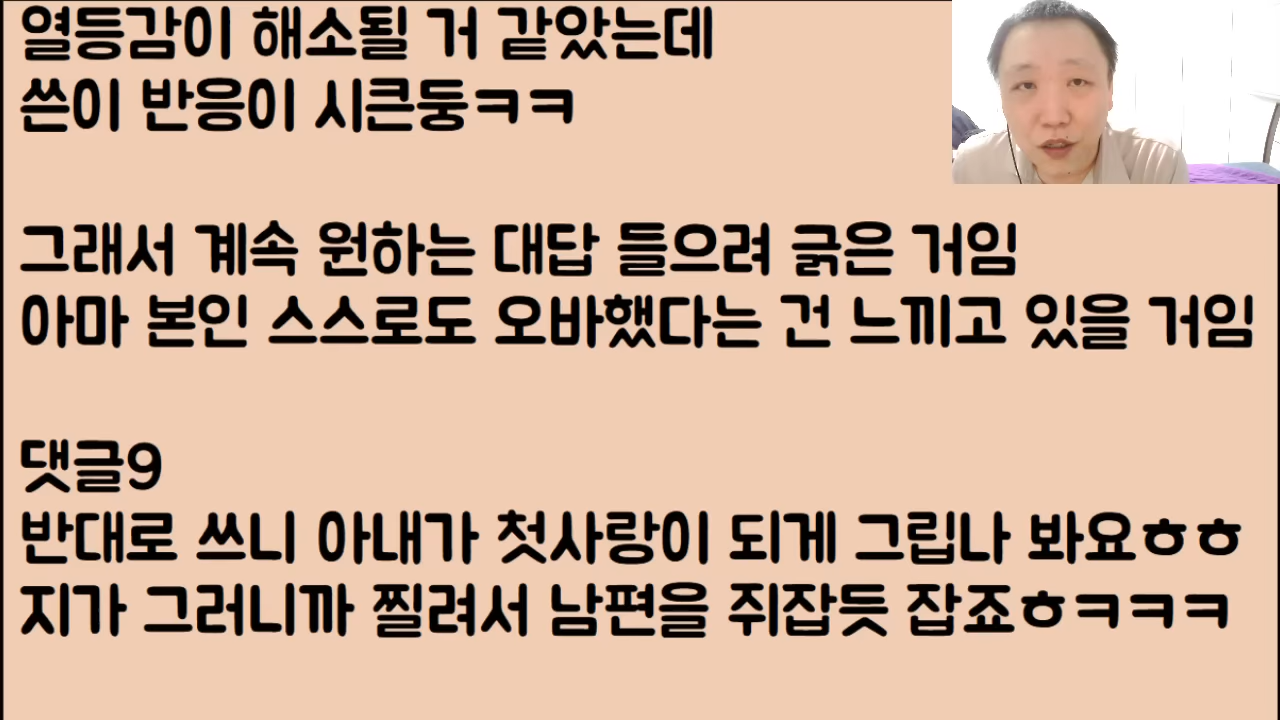 열등감이 해소될 거 같았는데
쓴이 반응이 시큰둥ㅋㅋ
그래서 계속 원하는 대답 들으려 긁은 거임
아마 본인 스스로도 오바했다는 건 느끼고 있을 거임
댓글9
반대로 쓰니 아내가 첫사랑이 되게 그립나 봐요ㅎㅎ
지가 그러니까 찔려서 남편을 쥐잡듯 잡죠ㅎㅋㅋㅋ